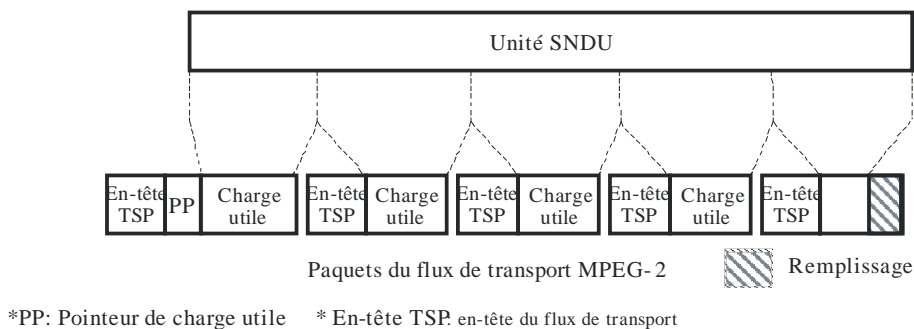 Unité SNDU
En-tête TSP
PP
Charge utile
En-tête TSP
Charge utile
En-tête TSP
Charge utile
En-tête TSP
Charge utile
En-tête TSP
Paquets du flux de transport MPEG-2
Remplissage
*PP: Pointeur de charge utile * En-tête TSP: en-tête du flux de transport